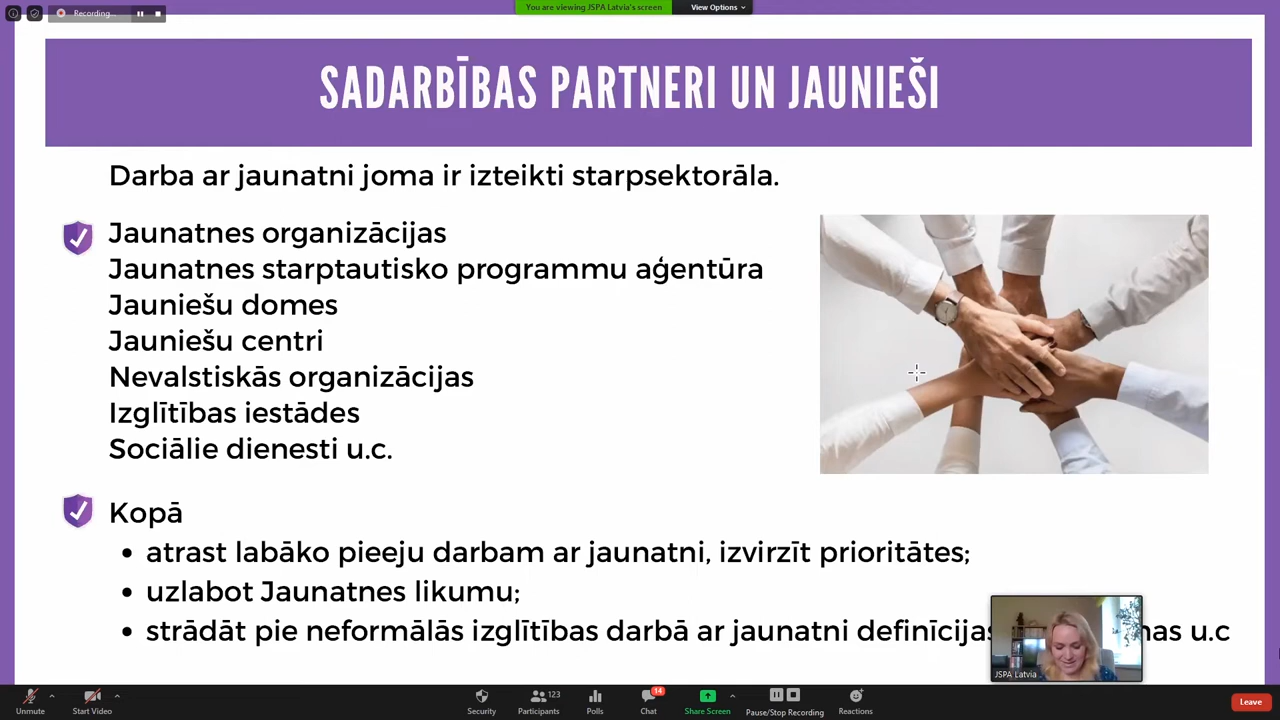 Recording...
You are viewing JSPA Latvia's screen
View Options
SADARBĪBAS PARTNERI UN JAUNIEŠI
Darba ar jaunatni joma ir izteikti starpsektorāla.
Jaunatnes organizācijas
Jaunatnes starptautisko programmu aģentūra
Jauniešu domes
Jauniešu centri
Nevalstiskās organizācijas
Izglītības iestādes
Sociālie dienesti u.c.
Kopā
• atrast labāko pieeju darbam ar jaunatni, izvirzīt prioritātes;
• uzlabot Jaunatnes likumu;
• strādāt pie neformālās izglītības darbā ar jaunatni u.c
JSPA Latvia
Unmute
Start Video
Security
Participants 123
Polls
Chat 14
Share Screen
Pause/Stop Recording
Reactions
Leave